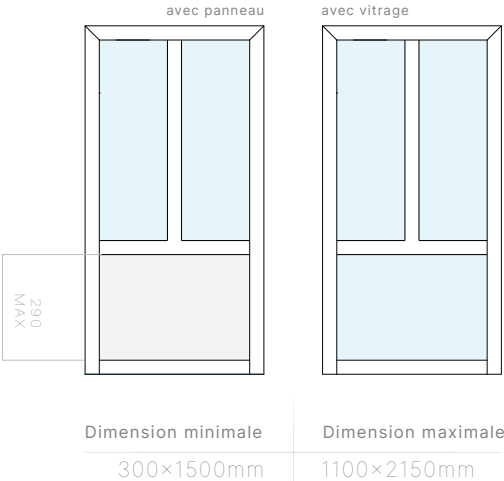 avec panneau
avec vitrage
290
MAX
Dimension minimale
Dimension maximale
300×1500mm
1100×2150mm